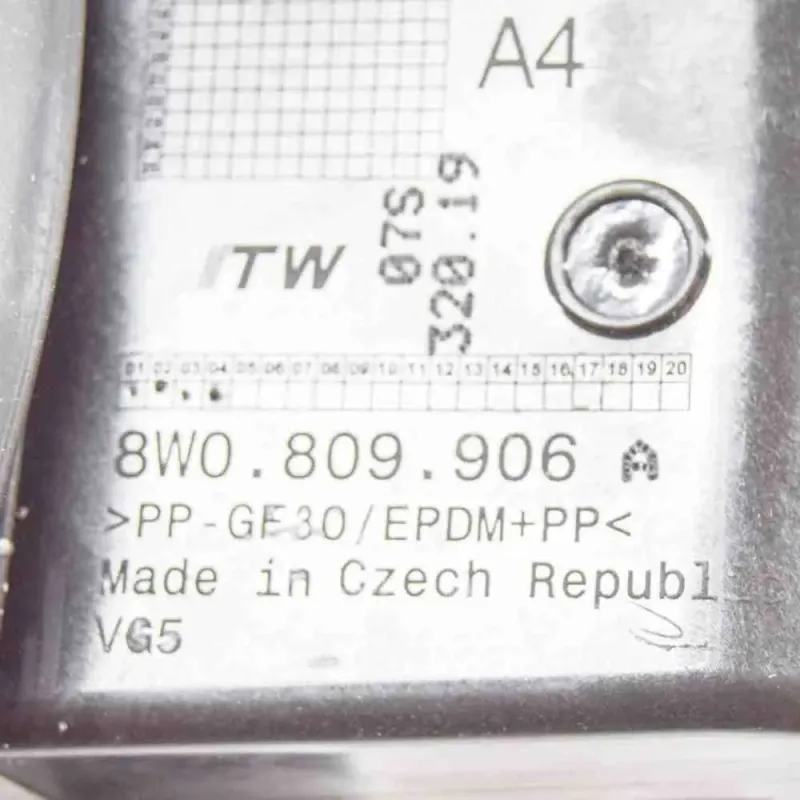 A4
07S
320.19
ITW
01 02 03 04 05 06 07 08 09 10 11 12 13 14 15 16 17 18 19 20
8W0.809.906 A
>PP-GF30/EPDM+PP<
Made in Czech Republ
VG5